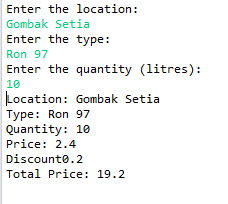 Enter the location:
Gombak Setia
Enter the type:
Ron 97
Enter the quantity (litres):
10
Location: Gombak Setia
Type: Ron 97
Quantity: 10
Price: 2.4
Discount0.2
Total Price: 19.2